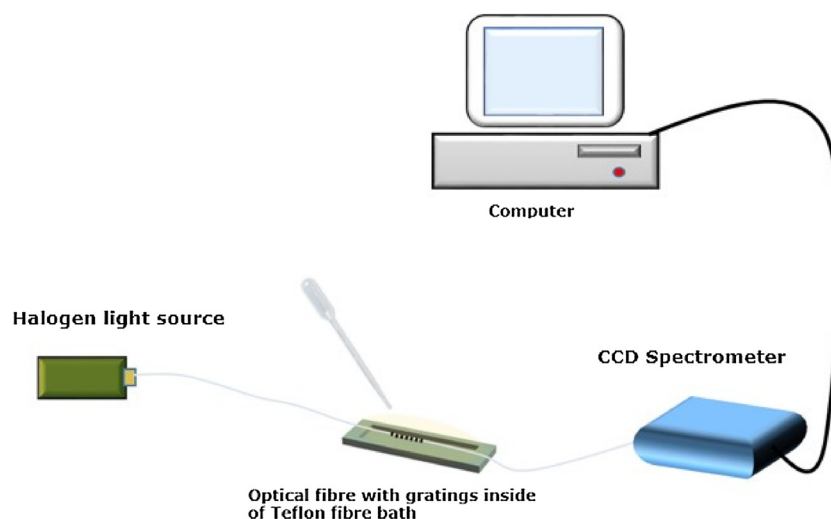 Computer
Halogen light source
CCD Spectrometer
Optical fibre with gratings inside
of Teflon fibre bath